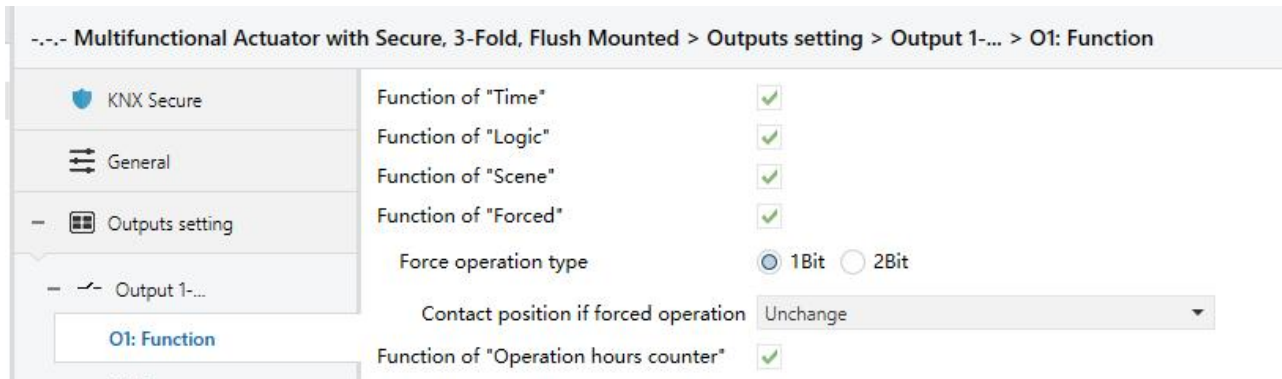 -.-.- Multifunctional Actuator with Secure, 3-Fold, Flush Mounted > Outputs setting > Output 1-... > O1: Function
KNX Secure
General
Outputs setting
Output 1-...
O1: Function
Function of "Time"
Function of "Logic"
Function of "Scene"
Function of "Forced"
Force operation type 1Bit 2Bit
Contact position if forced operation Unchange
Function of "Operation hours counter"